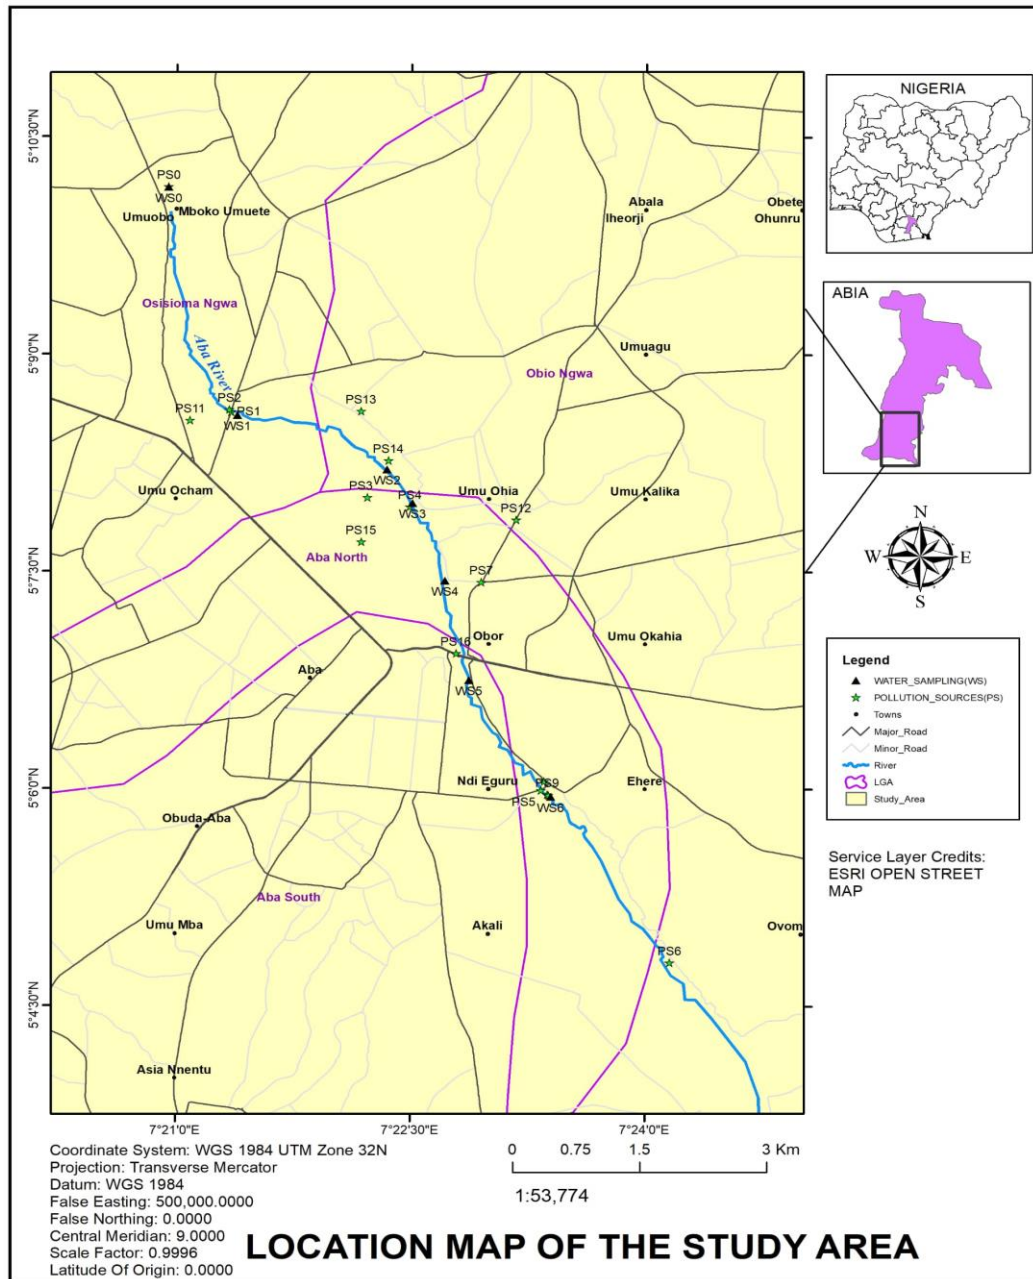 NIGERIA
5°10'30"N
PS0
WS0
Mboko Umuete
Umuobo
Abala
Iheorji
Obete
Ohunru
ABIA
Osisioma Ngwa
Aba River
5°9'0"N
Umuagu
Obio Ngwa
PS2
PS1
WS1
PS11
PS13
PS14
WS2
PS3
PS4
WS3
Umu Ocham
Umu Ohia
Umu Kalika
PS12
PS15
Aba North
5°7'30"N
PS7
WS4
N
W E
S
PS16
Obor
Umu Okahia
Aba
WS5
Legend
WATER_SAMPLING(WS)
POLLUTION_SOURCES(PS)
Towns
Major_Road
Minor_Road
River
LGA
Study_Area
5°6'0"N
Ndi Eguru
PS9
PS5
WS6
Ehere
Obuda-Aba
Service Layer Credits:
ESRI OPEN STREET
MAP
Aba South
Umu Mba
Akali
Ovom
PS6
5°4'30"N
Asia Nnentu
7°21'0"E
7°22'30"E
7°24'0"E
Coordinate System: WGS 1984 UTM Zone 32N
Projection: Transverse Mercator
Datum: WGS 1984
False Easting: 500,000.0000
False Northing: 0.0000
Central Meridian: 9.0000
Scale Factor: 0.9996
Latitude Of Origin: 0.0000
0 0.75 1.5 3 Km
1:53,774
LOCATION MAP OF THE STUDY AREA